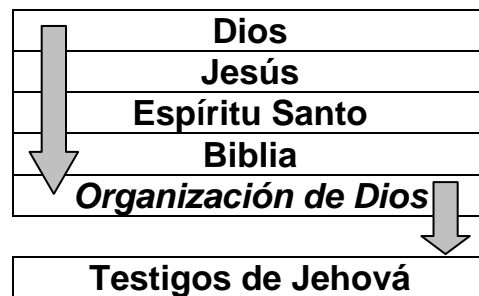 Dios
Jesús
Espíritu Santo
Biblia
Organización de Dios
Testigos de Jehová